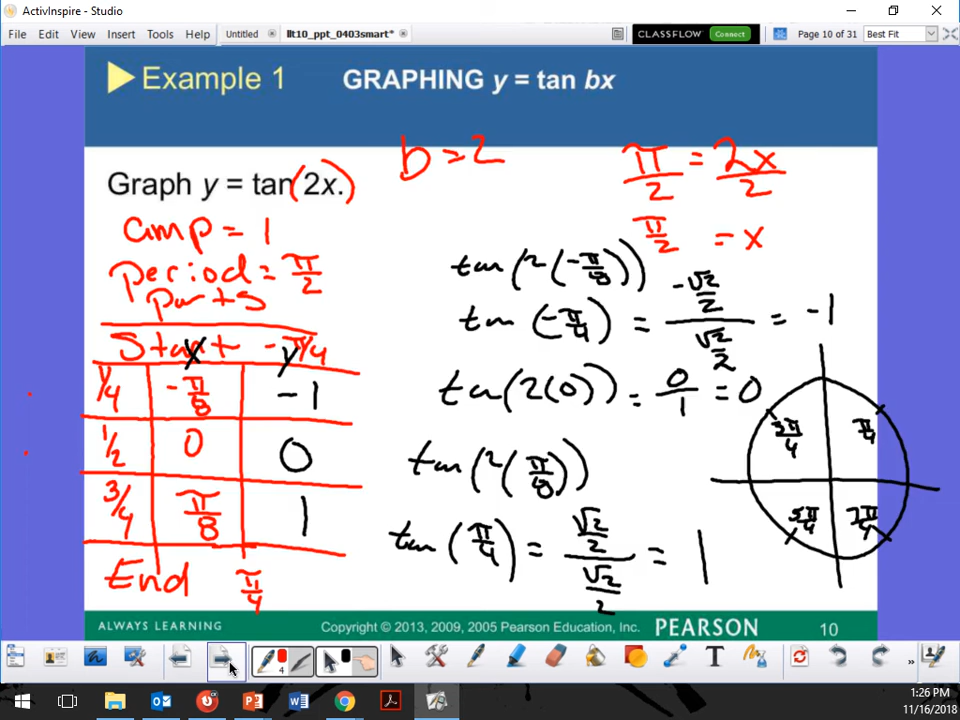 ActivInspire - Studio
File Edit View Insert Tools Help Untitled llt10_ppt_0403smart* CLASSFLOW Connect Page 10 of 31 Best Fit
Example 1 GRAPHING y = tan bx
b = 2
π/2 = 2x/2
Graph y = tan(2x.)
amp = 1
π/2 = x
period = π/2
parts
tan(2(-π/8))
tan(-π/4) = -√2/2 / √2/2 = -1
Start -π/4
x y
1/4 -π/8 -1
tan(2(0)) = 0/1 = 0
1/2 0 0
tan(2(π/8))
3/4 π/8 1
tan(π/4) = √2/2 / √2/2 = 1
3π/4 π/4
5π/4 7π/4
End π/4
ALWAYS LEARNING Copyright © 2013, 2009, 2005 Pearson Education, Inc. PEARSON 10
4
T
1:26 PM
11/16/2018